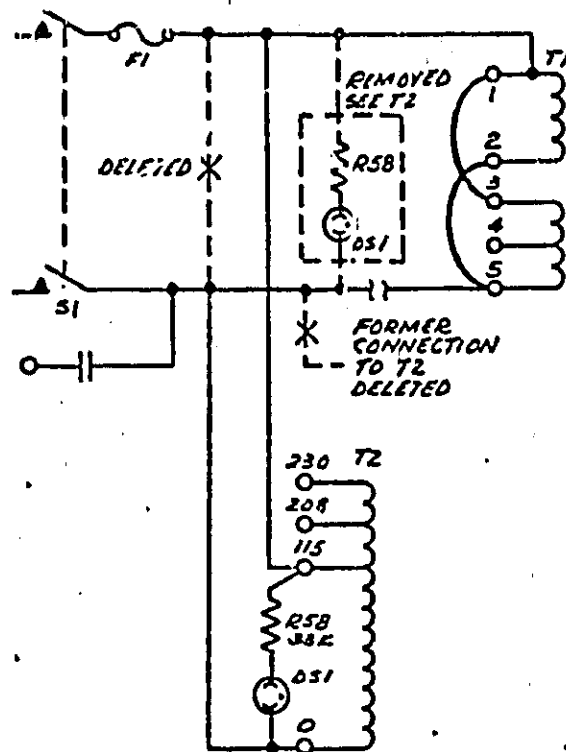 F1
T1
REMOVED
SEE T2
1
DELETED
R58
2
3
DS1
4
5
S1
FORMER
CONNECTION
TO T2
DELETED
230
T2
208
115
R58
33K
DS1
0